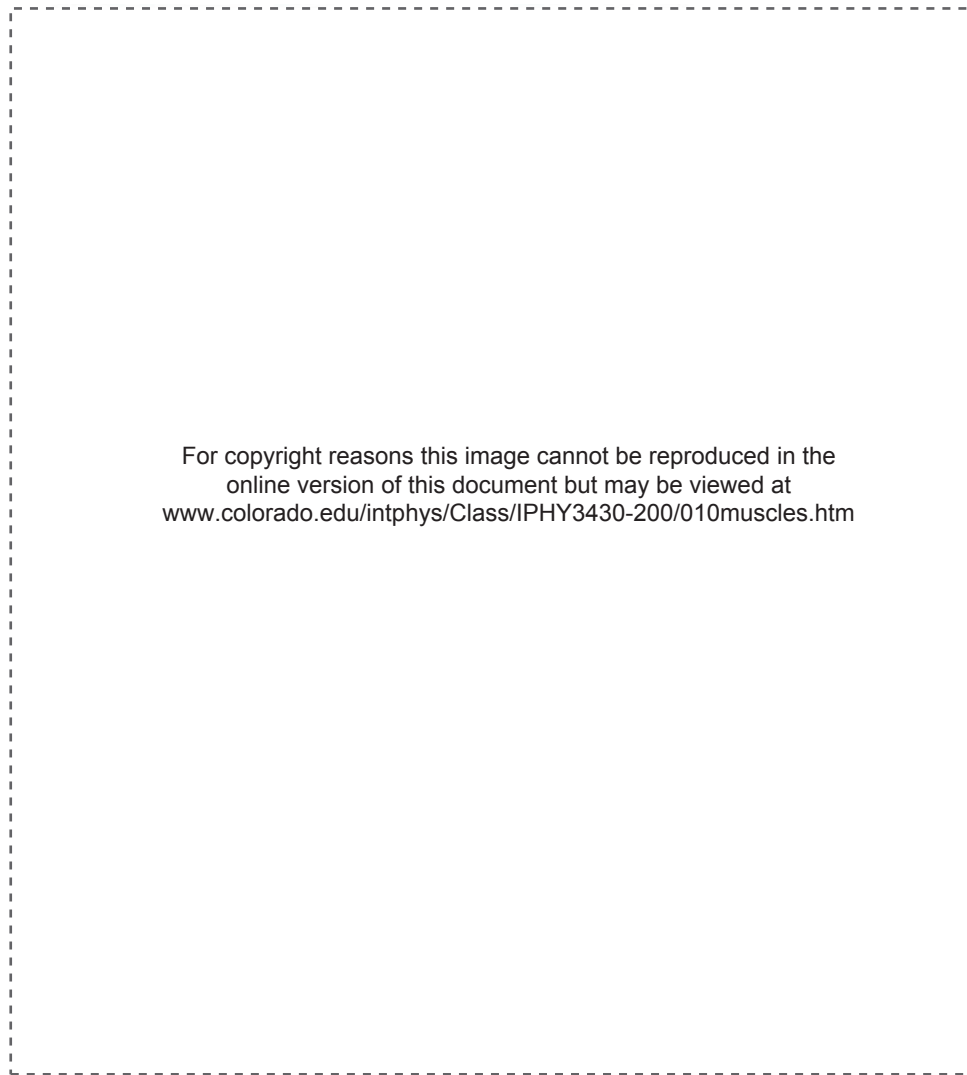 For copyright reasons this image cannot be reproduced in the
online version of this document but may be viewed at
www.colorado.edu/intphys/Class/IPHY3430-200/010muscles.htm